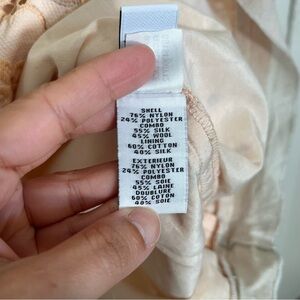 SHELL
76% NYLON
24% POLYESTER
COMBO
55% SILK
45% WOOL
LINING
60% COTTON
40% SILK
EXTERIEUR
76% NYLON
24% POLYESTER
COMBO
55% SOIE
45% LAINE
DOUBLURE
60% COTON
40% SOIE